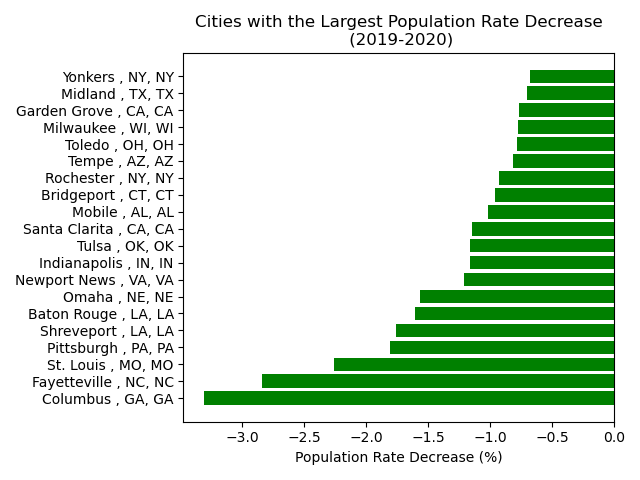 Cities with the Largest Population Rate Decrease
(2019-2020)
Yonkers , NY, NY
Midland , TX, TX
Garden Grove , CA, CA
Milwaukee , WI, WI
Toledo , OH, OH
Tempe , AZ, AZ
Rochester , NY, NY
Bridgeport , CT, CT
Mobile , AL, AL
Santa Clarita , CA, CA
Tulsa , OK, OK
Indianapolis , IN, IN
Newport News , VA, VA
Omaha , NE, NE
Baton Rouge , LA, LA
Shreveport , LA, LA
Pittsburgh , PA, PA
St. Louis , MO, MO
Fayetteville , NC, NC
Columbus , GA, GA
−3.0 −2.5 −2.0 −1.5 −1.0 −0.5 0.0
Population Rate Decrease (%)